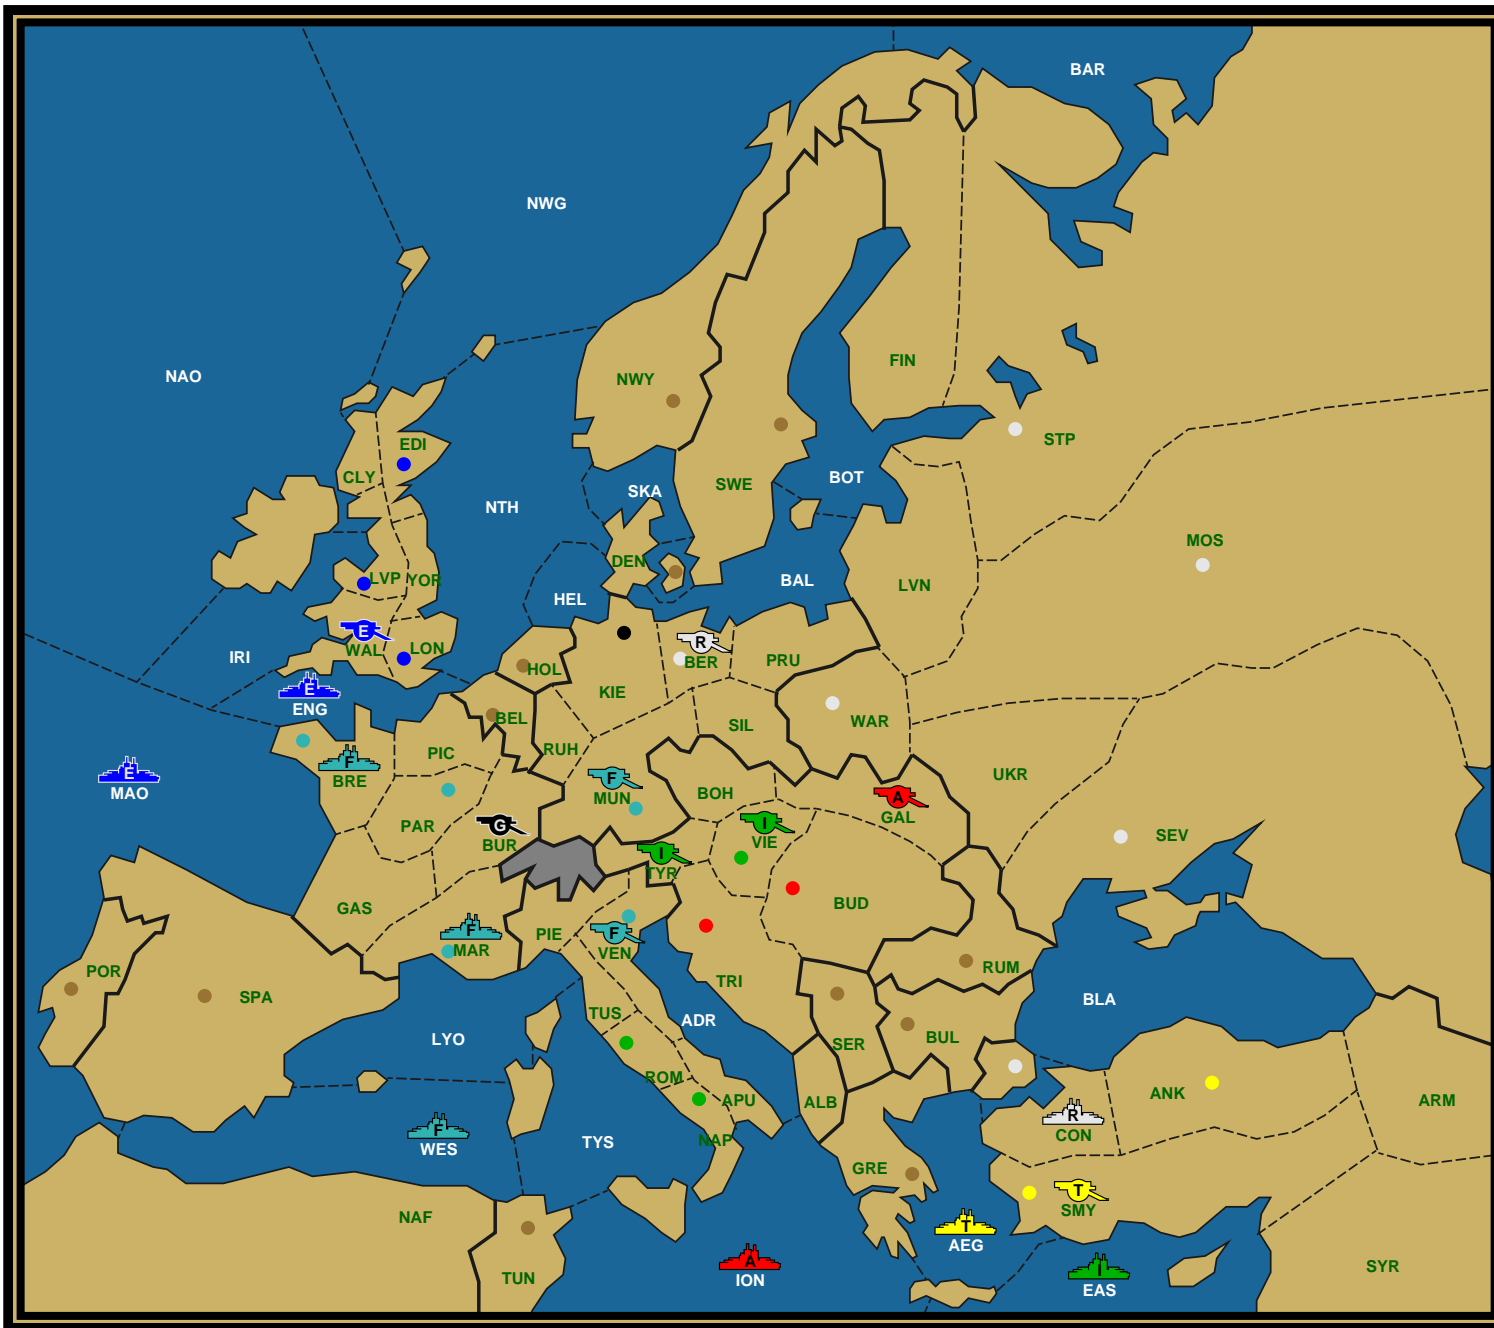 BAR
NWG
NAO
FIN
NWY
STP
EDI
CLY
SKA
SWE
BOT
NTH
MOS
DEN
LVP
YOR
BAL
LVN
HEL
E
WAL
LON
IRI
R
BER
PRU
HOL
KIE
E
ENG
BEL
WAR
SIL
PIC
RUH
F
BRE
UKR
E
MAO
F
MUN
BOH
A
GAL
G
BUR
PAR
I
VIE
SEV
I
TYR
BUD
GAS
F
MAR
PIE
F
VEN
RUM
POR
SPA
TRI
BLA
TUS
ADR
LYO
SER
BUL
ROM
APU
ALB
ANK
ARM
R
CON
F
WES
TYS
NAP
GRE
T
SMY
NAF
T
AEG
A
ION
I
EAS
SYR
TUN